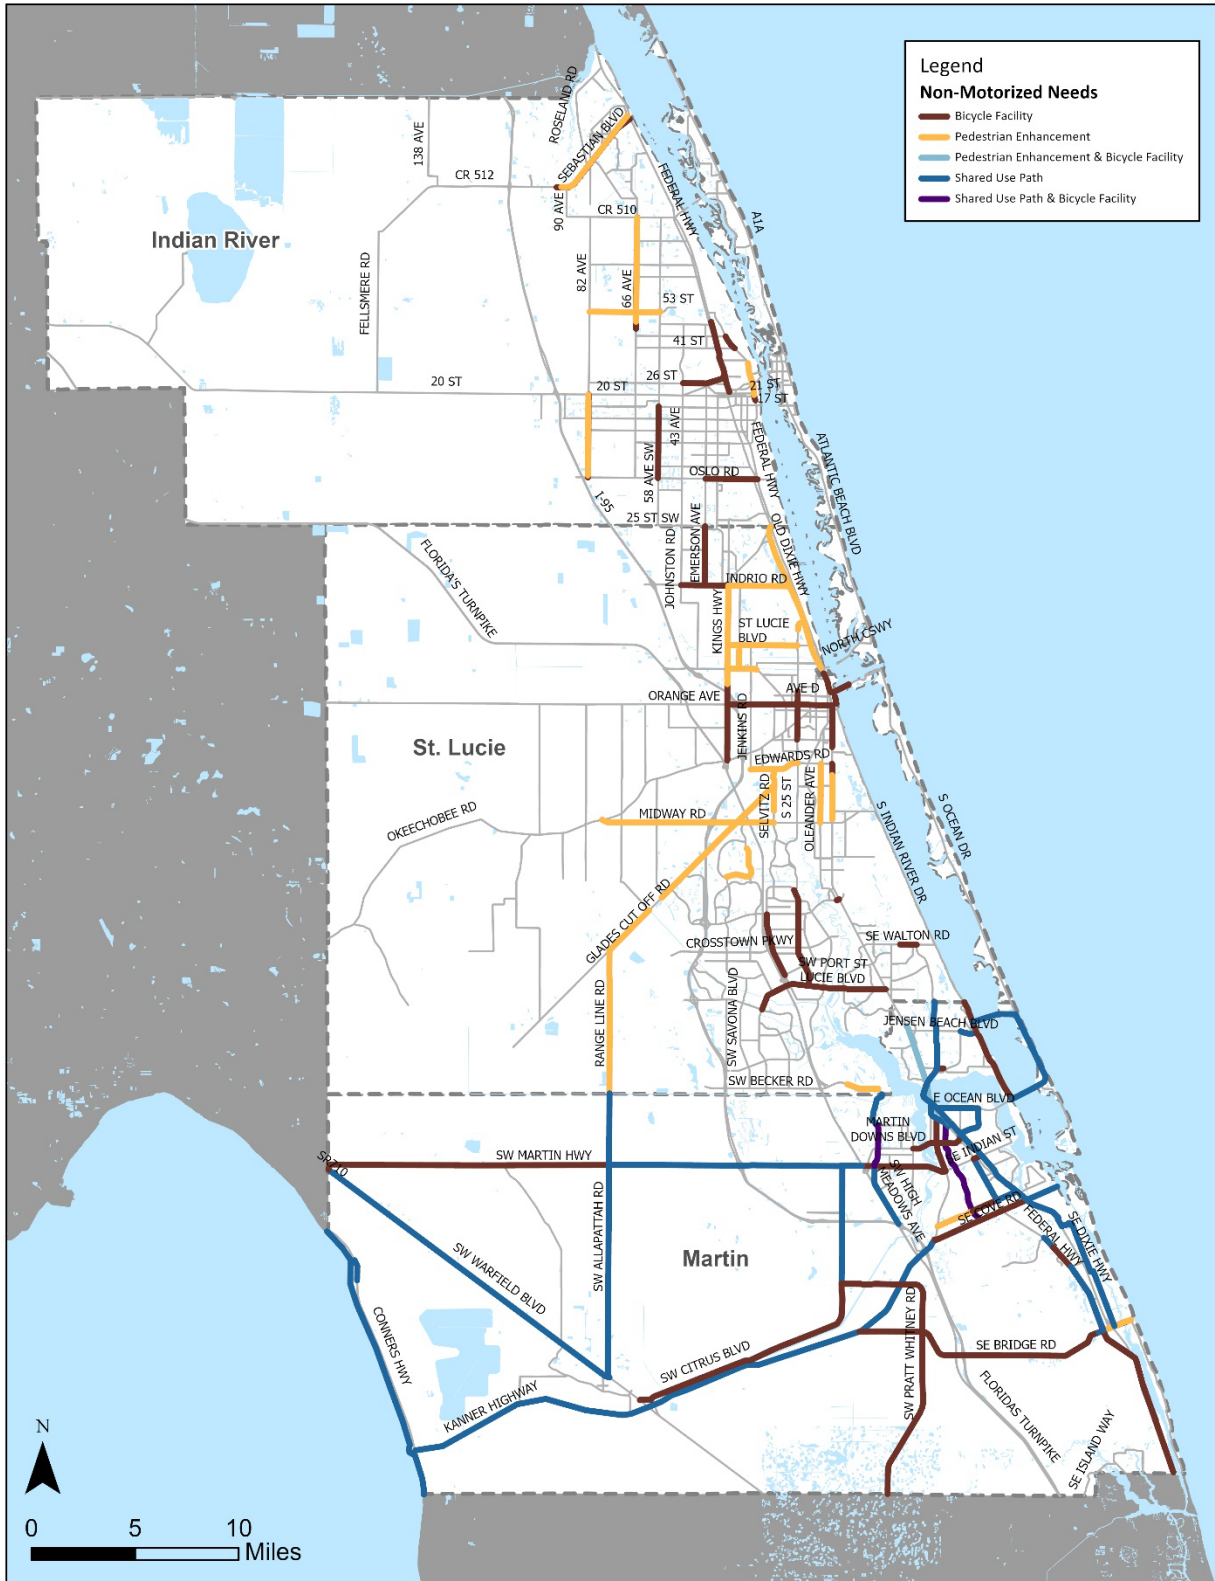 Legend
Non-Motorized Needs
Bicycle Facility
Pedestrian Enhancement
Pedestrian Enhancement & Bicycle Facility
Shared Use Path
Shared Use Path & Bicycle Facility
ROSELAND RD
138 AVE
SEBASTIAN BLVD
CR 512
FEDERAL HWY
90 AVE
CR 510
A1A
Indian River
82 AVE
66 AVE
FELLSMERE RD
53 ST
41 ST
26 ST
20 ST
20 ST
21 ST
17 ST
43 AVE
58 AVE SW
FEDERAL HWY
ATLANTIC BEACH BLVD
OSLO RD
I-95
25 ST SW
EMERSON AVE
OLD DIXIE HWY
JOHNSTON RD
FLORIDA'S TURNPIKE
INDRIO RD
KINGS HWY
ST LUCIE
BLVD
NORTH CSWY
ORANGE AVE
AVE D
JENKINS RD
St. Lucie
EDWARDS RD
SELVITZ RD
S 25 ST
OLEANDER AVE
MIDWAY RD
OKEECHOBEE RD
S INDIAN RIVER DR
S OCEAN DR
GLADES CUT OFF RD
CROSSTOWN PKWY
SE WALTON RD
SW PORT ST
LUCIE BLVD
SW SAVONA BLVD
RANGE LINE RD
JENSEN BEACH BLVD
SW BECKER RD
E OCEAN BLVD
MARTIN
DOWNS BLVD
SE INDIAN ST
SR710
SW MARTIN HWY
SW HIGH
MEADOWS AVE
SW ALLAPATTAH RD
SE COVE RD
FEDERAL HWY
SE DIXIE HWY
Martin
SW WARFIELD BLVD
CONNERS HWY
SW PRATT WHITNEY RD
SW CITRUS BLVD
SE BRIDGE RD
KANNER HIGHWAY
FLORIDAS TURNPIKE
SE ISLAND WAY
N
0 5 10
Miles